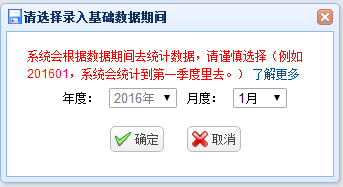 请选择录入基础数据期间
系统会根据数据期间去统计数据，请谨慎选择（例如
201601，系统会统计到第一季度里去。） 了解更多
年度： 2016年 月度： 1月
确定 取消